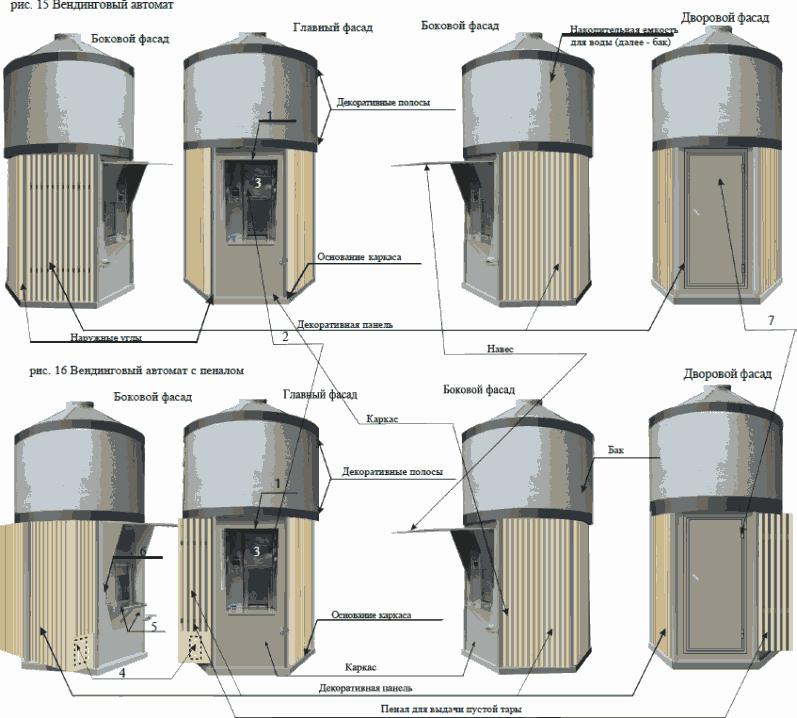 рис. 15 Вендинговый автомат
Боковой фасад
Главный фасад
Боковой фасад
Дворовой фасад
Накопительная емкость
для воды (далее - бак)
Декоративные полосы
1
3
Основание каркаса
Декоративная панель
7
Наружные углы
2
Навес
рис. 16 Вендинговый автомат с пеналом
Боковой фасад
Главный фасад
Боковой фасад
Дворовой фасад
Каркас
Бак
Декоративные полосы
1
3
6
Основание каркаса
5
4
Каркас
Декоративная панель
Пенал для выдачи пустой тары